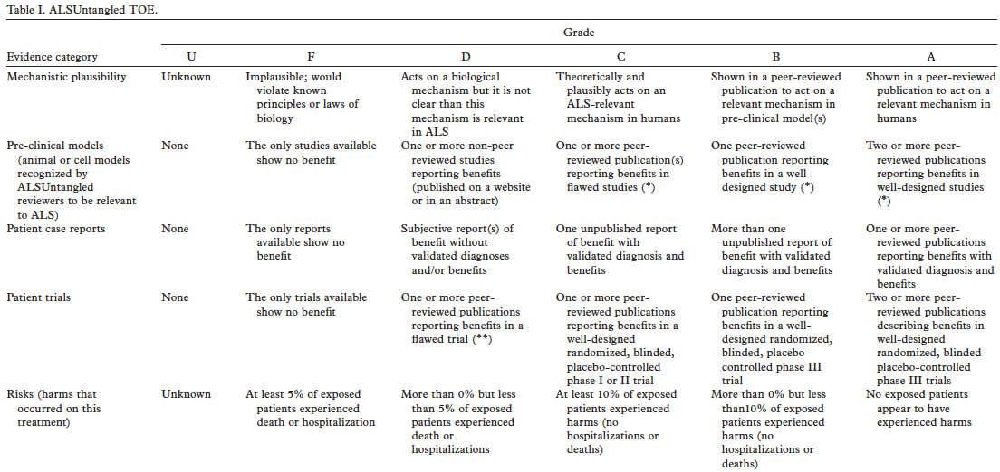 Table I. ALSUntangled TOE.
Grade
Evidence category
U
F
D
C
B
A
Mechanistic plausibility
Unknown
Implausible; would
violate known
principles or laws of
biology
Acts on a biological
mechanism but it is not
clear than this
mechanism is relevant
in ALS
Theoretically and
plausibly acts on an
ALS-relevant
mechanism in humans
Shown in a peer-reviewed
publication to act on a
relevant mechanism in
pre-clinical model(s)
Shown in a peer-reviewed
publication to act on a
relevant mechanism in
humans
Pre-clinical models
(animal or cell models
recognized by
ALSUntangled
reviewers to be relevant
to ALS)
None
The only studies available
show no benefit
One or more non-peer
reviewed studies
reporting benefits
(published on a website
or in an abstract)
One or more peer-
reviewed publication(s)
reporting benefits in
flawed studies (*)
One peer-reviewed
publication reporting
benefits in a well-
designed study (*)
Two or more peer-
reviewed publications
reporting benefits in
well-designed studies
(*)
Patient case reports
None
The only reports
available show no
benefit
Subjective report(s) of
benefit without
validated diagnoses
and/or benefits
One unpublished report
of benefit with
validated diagnosis and
benefits
More than one
unpublished report of
benefit with validated
diagnosis and benefits
One or more peer-
reviewed publications
reporting benefits with
validated diagnosis and
benefits
Patient trials
None
The only trials available
show no benefit
One or more peer-
reviewed publications
reporting benefits in a
flawed trial (**)
One or more peer-
reviewed publications
reporting benefits in a
well-designed
randomized, blinded,
placebo-controlled
phase I or II trial
One peer-reviewed
publication reporting
benefits in a well-
designed randomized,
blinded, placebo-
controlled phase III
trial
Two or more peer-
reviewed publications
describing benefits in
well-designed
randomized, blinded
placebo-controlled
phase III trials
Risks (harms that
occurred on this
treatment)
Unknown
At least 5% of exposed
patients experienced
death or hospitalization
More than 0% but less
than 5% of exposed
patients experienced
death or
hospitalizations
At least 10% of exposed
patients experienced
harms (no
hospitalizations or
deaths)
More than 0% but less
than10% of exposed
patients experienced
harms (no
hospitalizations or
deaths)
No exposed patients
appear to have
experienced harms